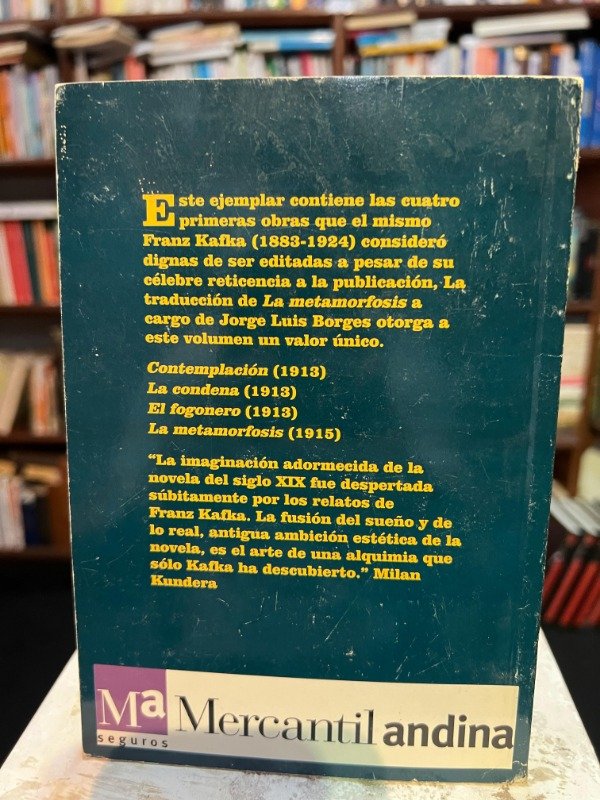 Este ejemplar contiene las cuatro
primeras obras que el mismo
Franz Kafka (1883-1924) consideró
dignas de ser editadas a pesar de su
célebre reticencia a la publicación, La
traducción de La metamorfosis a
cargo de Jorge Luis Borges otorga a
este volumen un valor único.
Contemplación (1913)
La condena (1913)
El fogonero (1913)
La metamorfosis (1915)
“La imaginación adormecida de la
novela del siglo XIX fue despertada
súbitamente por los relatos de
Franz Kafka. La fusión del sueño y de
lo real, antigua ambición estética de la
novela, es el arte de una alquimia que
sólo Kafka ha descubierto.” Milan
Kundera
Ma
seguros
Mercantil andina